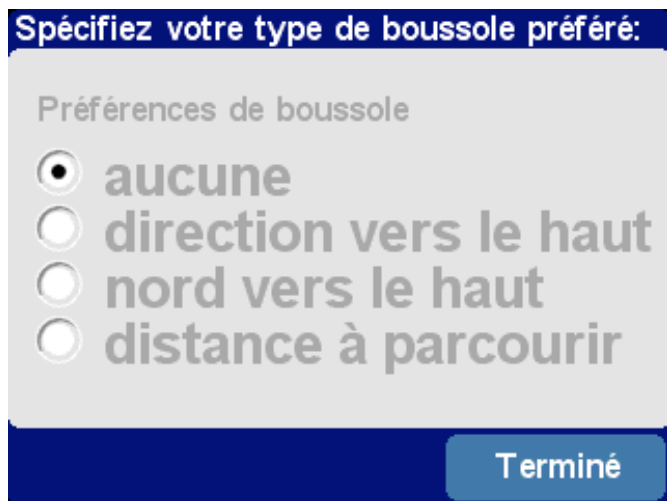 Spécifiez votre type de boussole préféré:
Préférences de boussole
aucune
direction vers le haut
nord vers le haut
distance à parcourir
Terminé